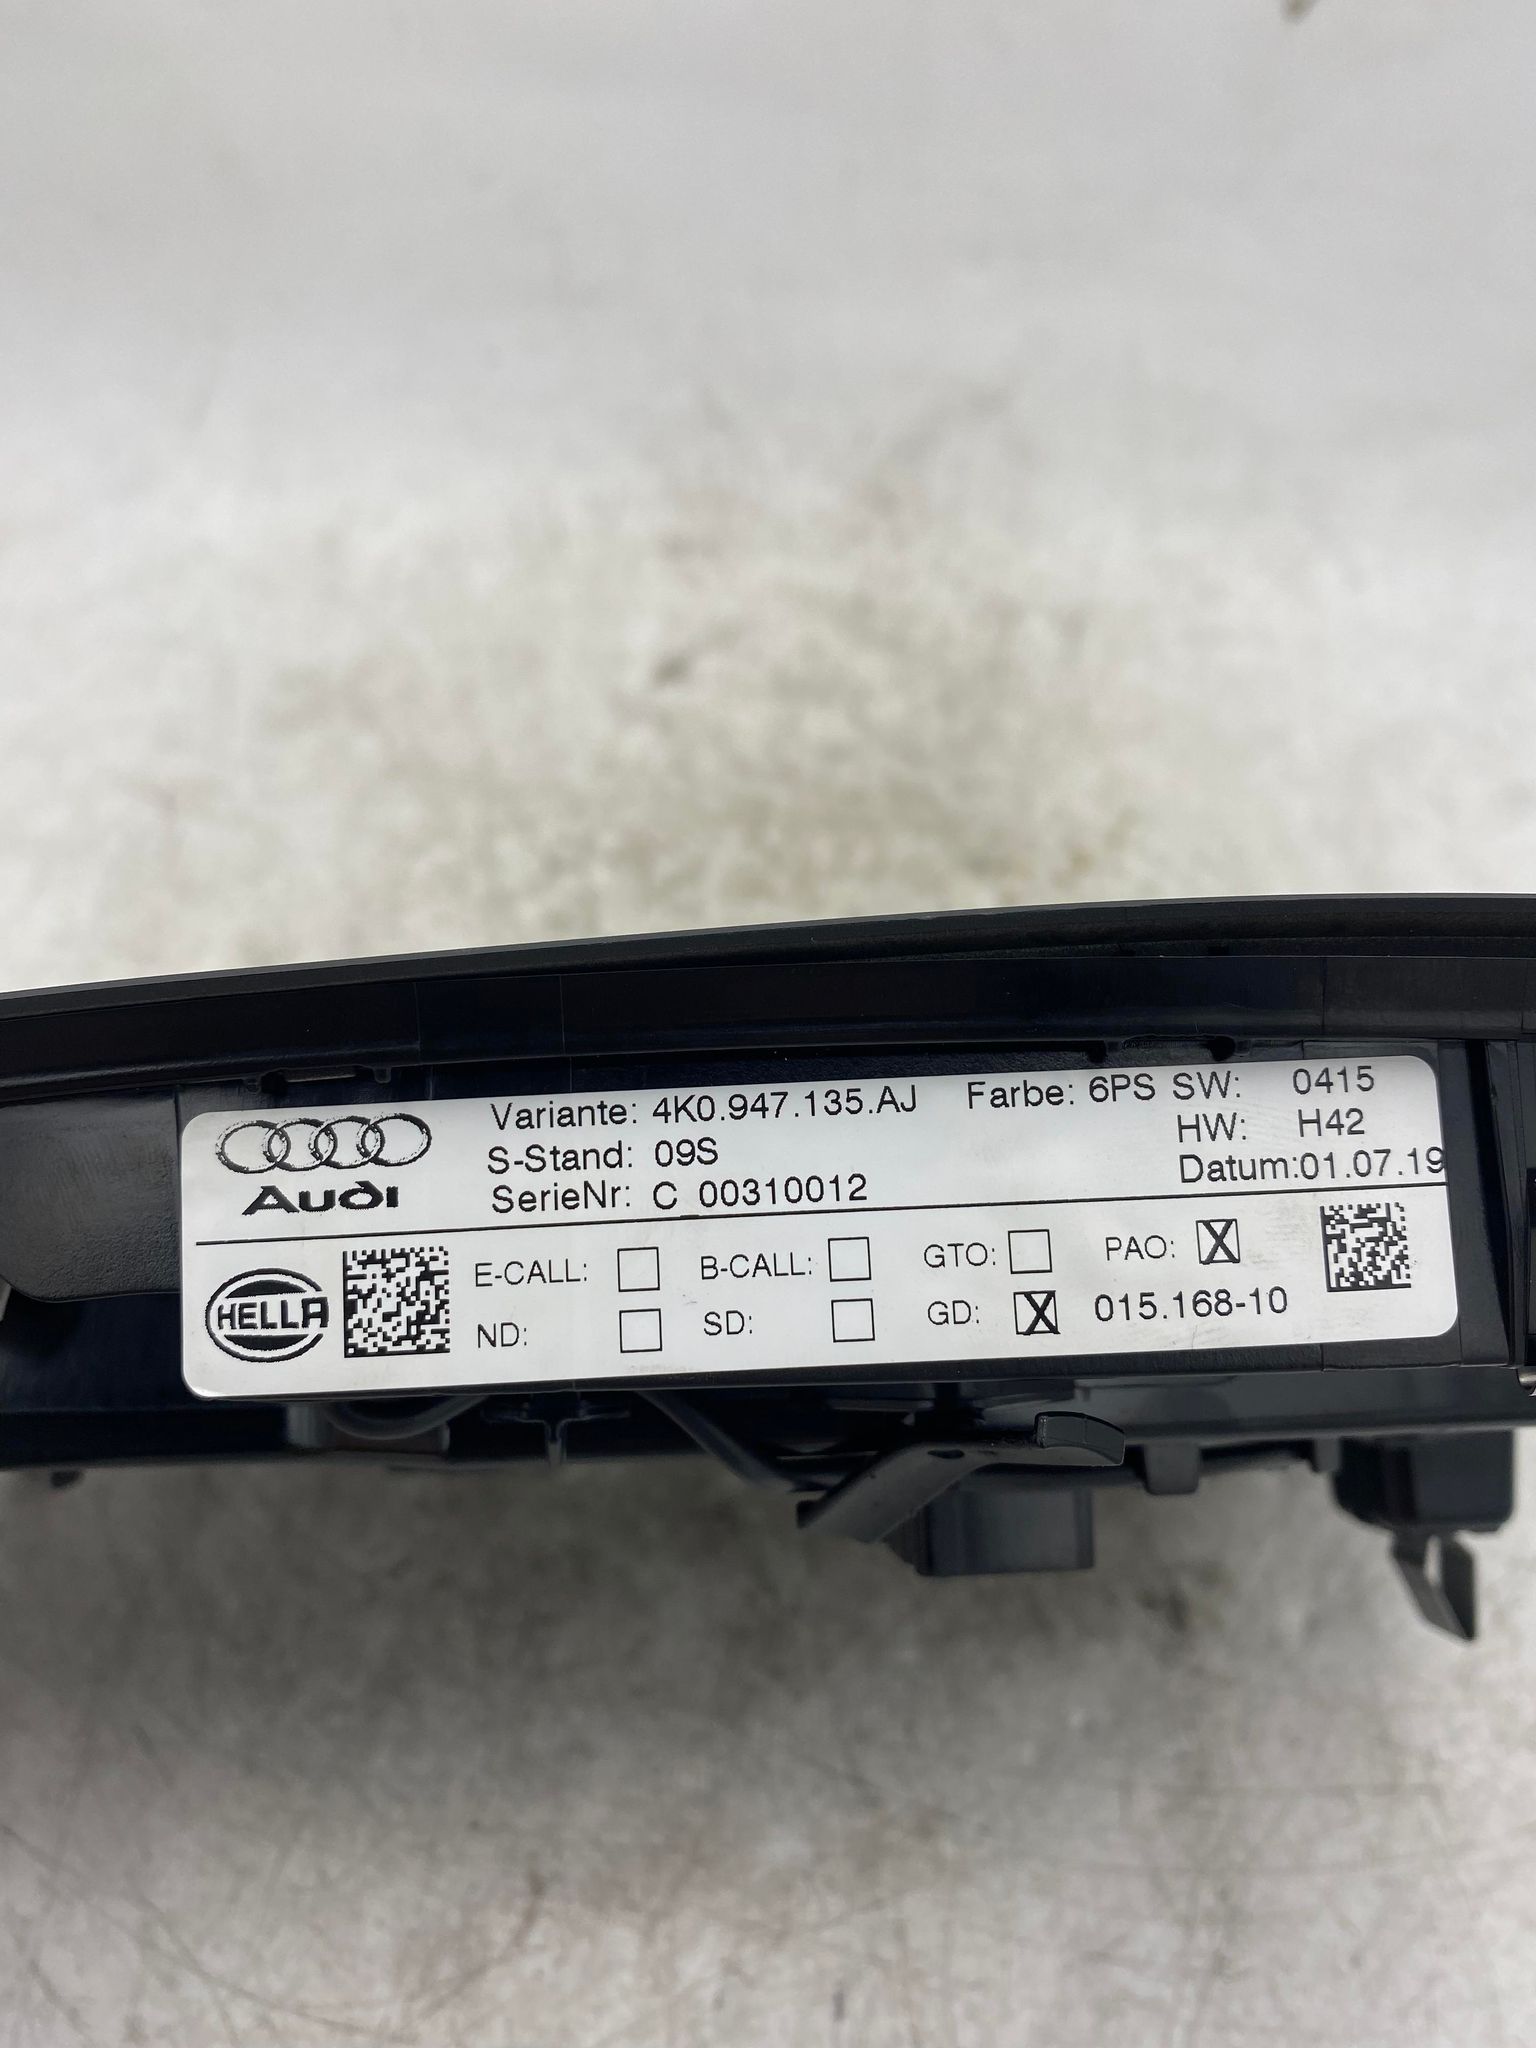 Audi
Variante: 4K0.947.135.AJ Farbe: 6PS SW: 0415
S-Stand: 09S HW: H42
SerieNr: C 00310012 Datum:01.07.19
HELLA
E-CALL: B-CALL: GTO: PAO: X
ND: SD: GD: X 015.168-10